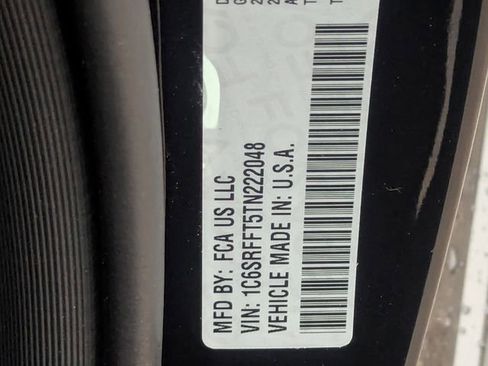 MFD BY: FCA US LLC
VIN: 1C6SRFFT5TN222048
VEHICLE MADE IN: U.S.A.